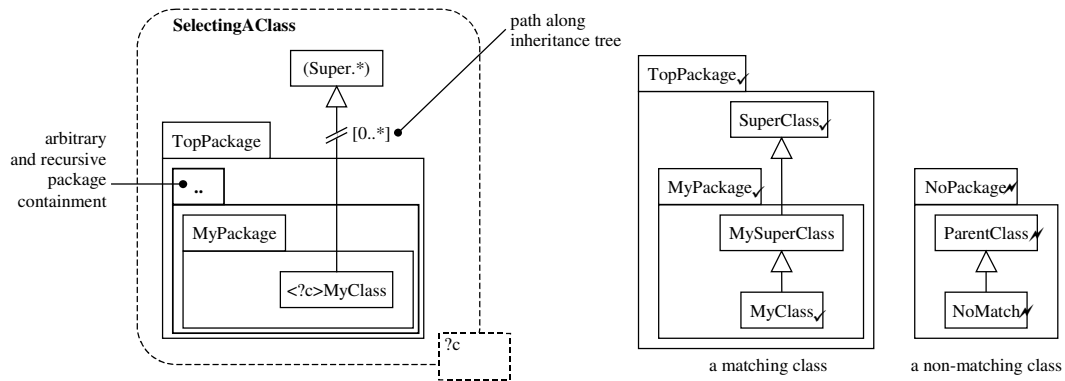 SelectingAClass
path along
inheritance tree
(Super.*)
[0..*]
TopPackage
arbitrary
and recursive
package
containment
..
MyPackage
<?c>MyClass
?c
TopPackage
SuperClass
MyPackage
MySuperClass
MyClass
a matching class
NoPackage
ParentClass
NoMatch
a non-matching class